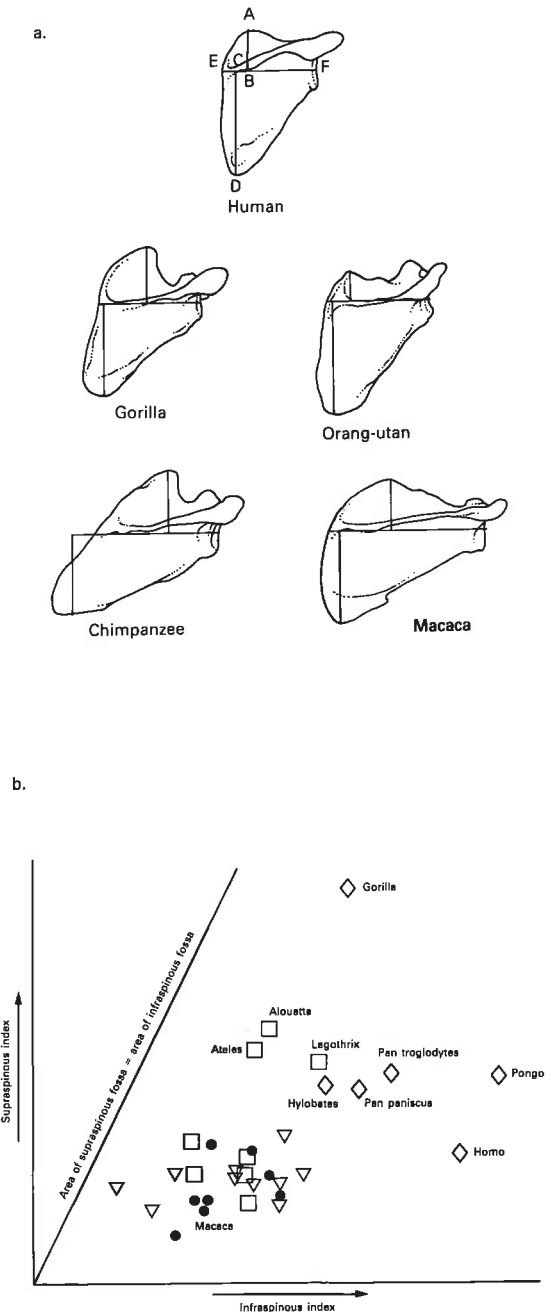 a.
A
E
C
F
B
D
Human
Gorilla
Orang-utan
Chimpanzee
Macaca
b.
Supraspinous index
Area of supraspinous fossa = area of infraspinous fossa
Gorilla
Alouatta
Ateles
Lagothrix
Pan troglodytes
Pongo
Hylobates
Pan paniscus
Homo
Macaca
Infraspinous index